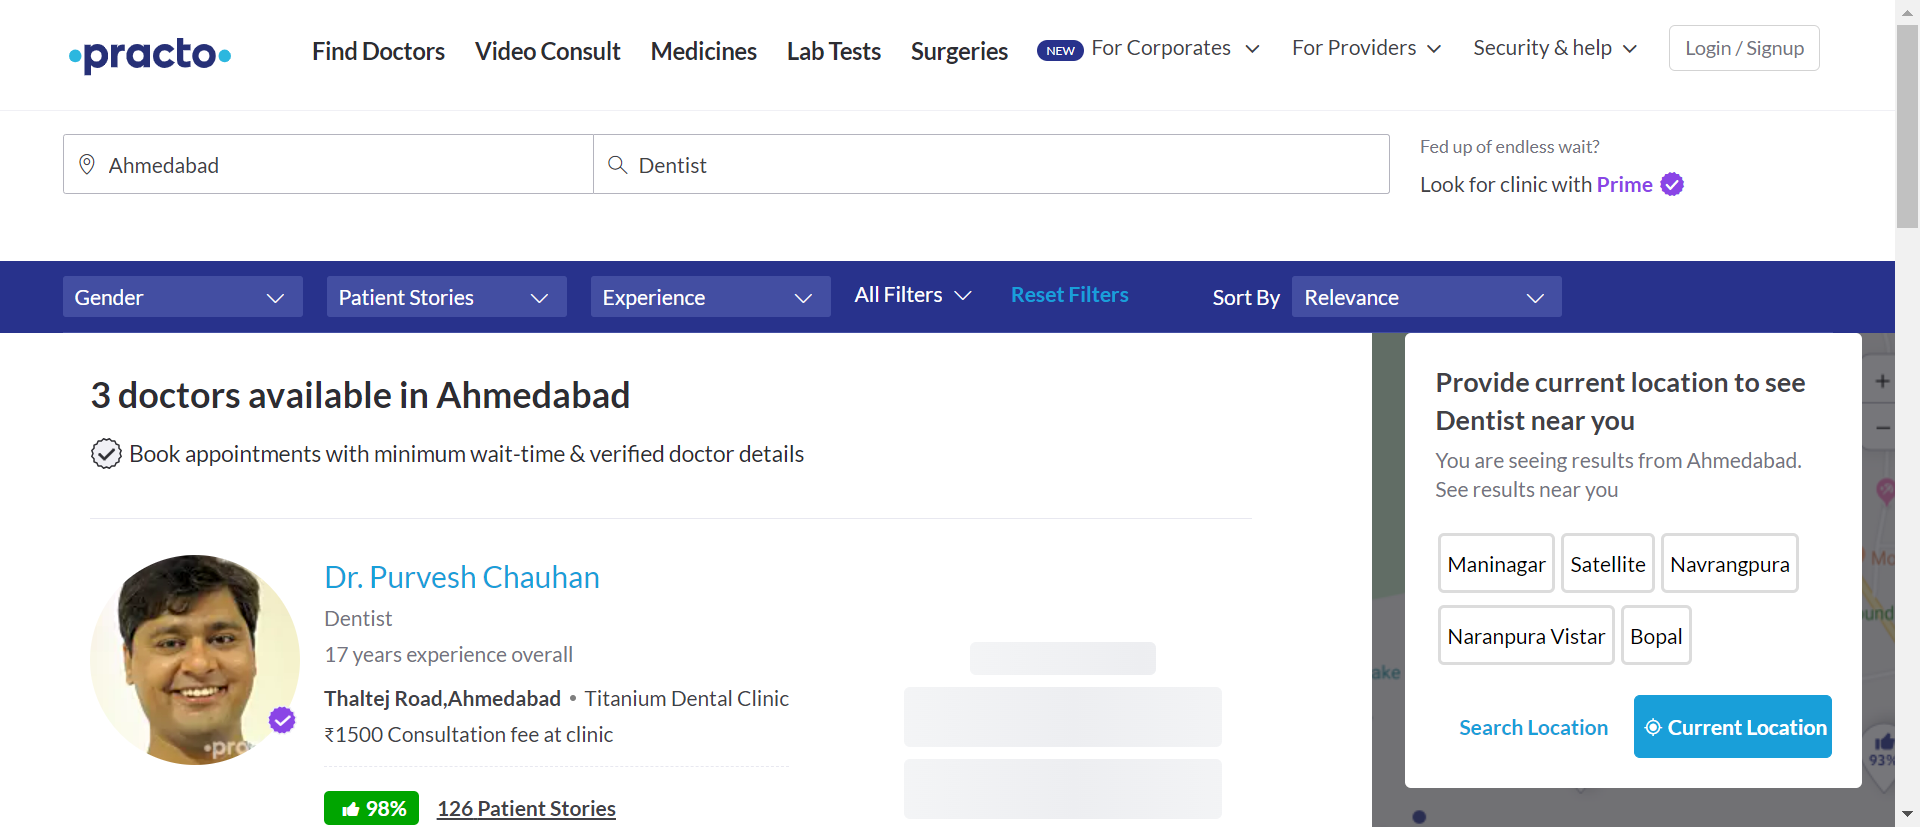 practo
Find Doctors Video Consult Medicines Lab Tests Surgeries NEW For Corporates For Providers Security & help Login / Signup
Ahmedabad Dentist
Fed up of endless wait?
Look for clinic with Prime
Gender Patient Stories Experience All Filters Reset Filters Sort By Relevance
3 doctors available in Ahmedabad
Book appointments with minimum wait-time & verified doctor details
Dr. Purvesh Chauhan
Dentist
17 years experience overall
Thaltej Road,Ahmedabad • Titanium Dental Clinic
₹1500 Consultation fee at clinic
98% 126 Patient Stories
Provide current location to see
Dentist near you
You are seeing results from Ahmedabad.
See results near you
Maninagar Satellite Navrangpura
Naranpura Vistar Bopal
Search Location Current Location
93%